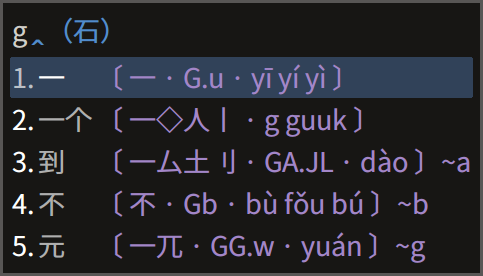 g‸（石）
1. 一 〔 一 · G.u · yī yí yì 〕
2. 一个 〔 一◇人丨 · g guuk 〕
3. 到 〔 一厶土刂 · GA.JL · dào 〕~a
4. 不 〔 不 · Gb · bù fǒu bú 〕~b
5. 元 〔 一兀 · GG.w · yuán 〕~g